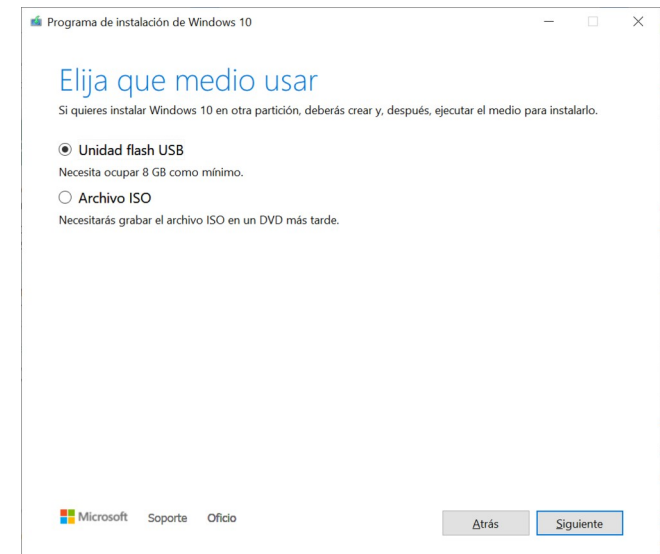 Programa de instalación de Windows 10
Elija que medio usar
Si quieres instalar Windows 10 en otra partición, deberás crear y, después, ejecutar el medio para instalarlo.
Unidad flash USB
Necesita ocupar 8 GB como mínimo.
Archivo ISO
Necesitarás grabar el archivo ISO en un DVD más tarde.
Microsoft Soporte Oficio Atrás Siguiente